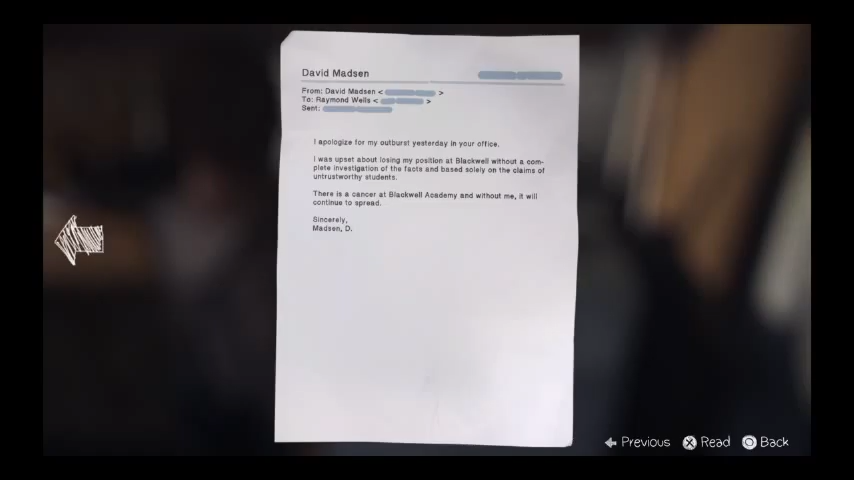 David Madsen
From: David Madsen < >
To: Raymond Wells < >
Sent:
I apologize for my outburst yesterday in your office.
I was upset about losing my position at Blackwell without a com-
plete investigation of the facts and based solely on the claims of
untrustworthy students.
There is a cancer at Blackwell Academy and without me, it will
continue to spread.
Sincerely,
Madsen, D.
Previous Read Back